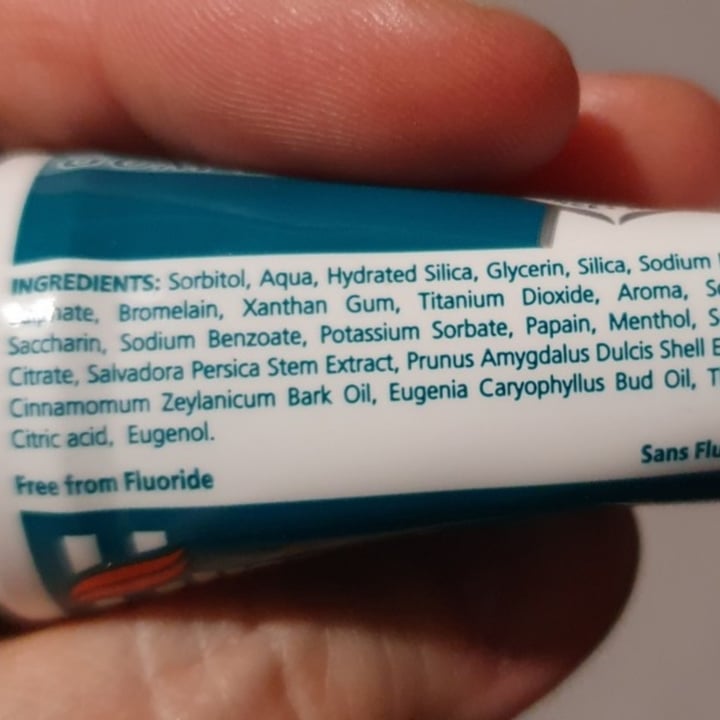 INGREDIENTS: Sorbitol, Aqua, Hydrated Silica, Glycerin, Silica, Sodium
Bromelain, Xanthan Gum, Titanium Dioxide, Aroma,
Saccharin, Sodium Benzoate, Potassium Sorbate, Papain, Menthol,
Citrate, Salvadora Persica Stem Extract, Prunus Amygdalus Dulcis Shell
Cinnamomum Zeylanicum Bark Oil, Eugenia Caryophyllus Bud Oil,
Citric acid, Eugenol.
Free from Fluoride
Sans